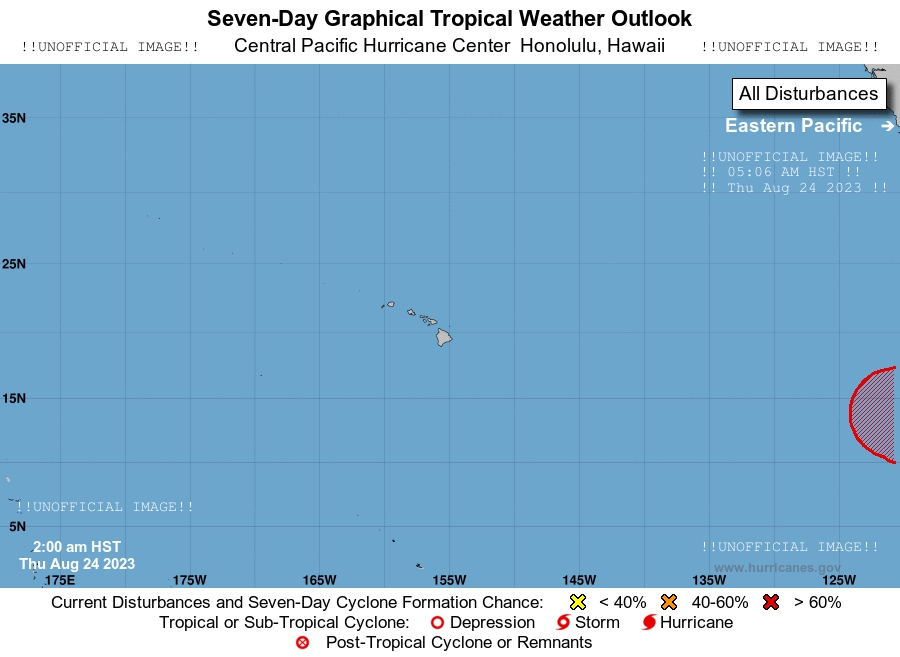 Seven-Day Graphical Tropical Weather Outlook
!!UNOFFICIAL IMAGE!! Central Pacific Hurricane Center Honolulu, Hawaii !!UNOFFICIAL IMAGE!!
All Disturbances
35N
Eastern Pacific
!!UNOFFICIAL IMAGE!!
!! 05:06 AM HST !!
!! Thu Aug 24 2023 !!
25N
15N
!!UNOFFICIAL IMAGE!!
5N
2:00 am HST
!!UNOFFICIAL IMAGE!!
Thu Aug 24 2023
www.hurricanes.gov
175E 175W 165W 155W 145W 135W 125W
Current Disturbances and Seven-Day Cyclone Formation Chance: < 40% 40-60% > 60%
Tropical or Sub-Tropical Cyclone: Depression Storm Hurricane
Post-Tropical Cyclone or Remnants